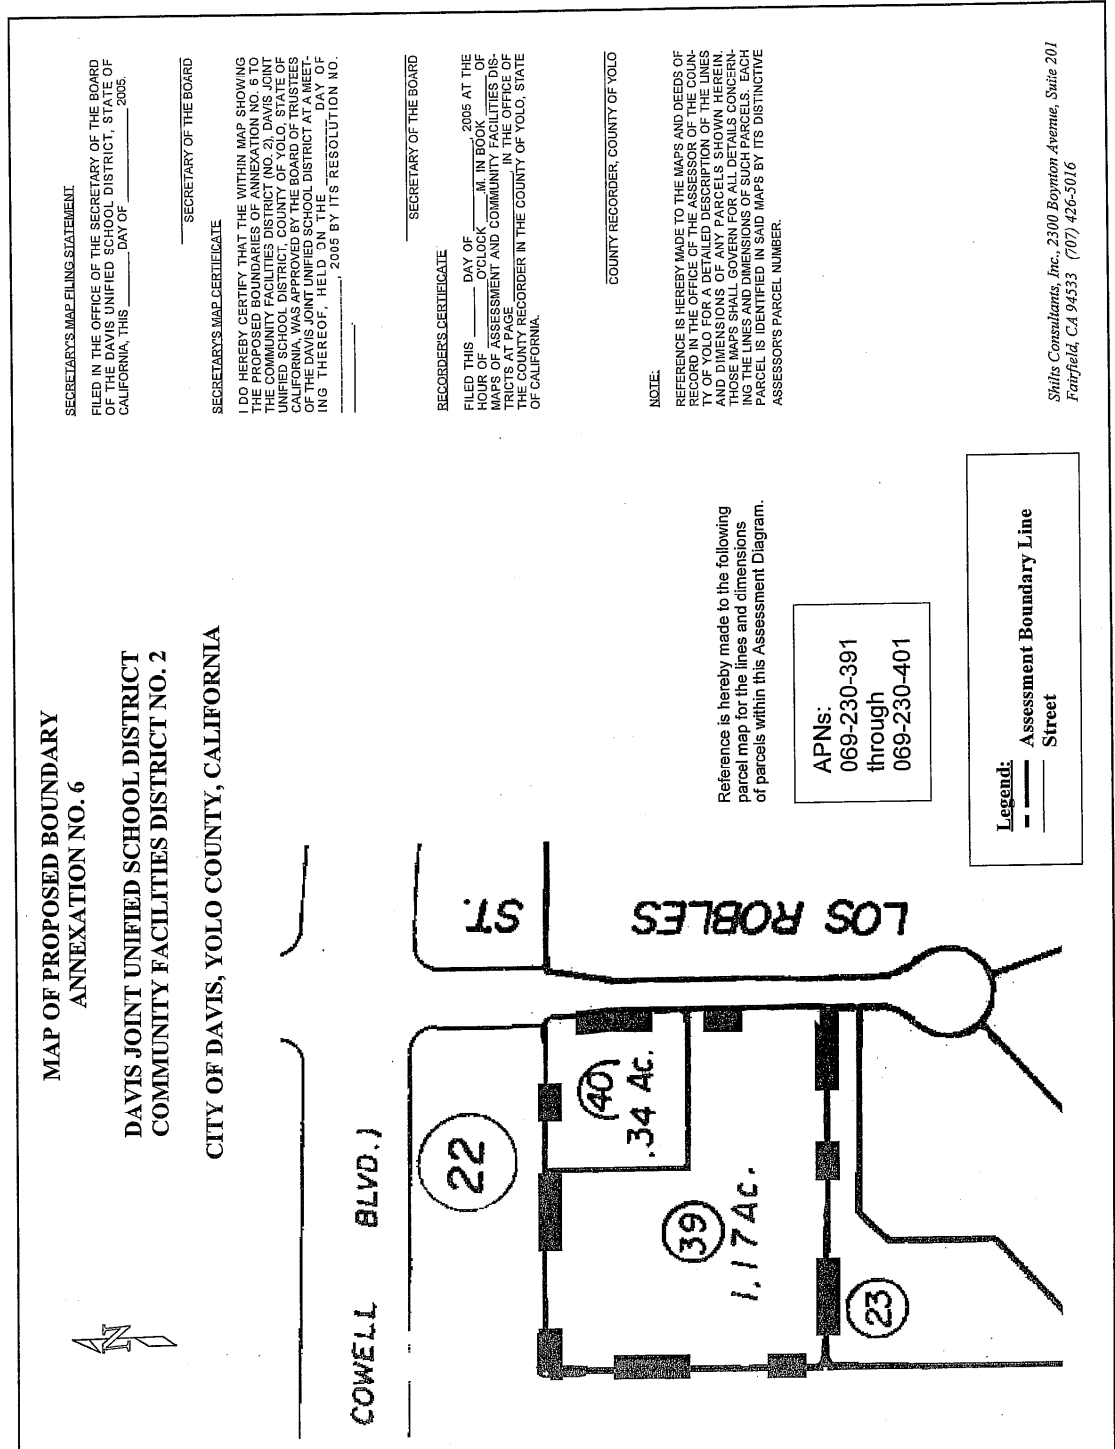 MAP OF PROPOSED BOUNDARY
ANNEXATION NO. 6
DAVIS JOINT UNIFIED SCHOOL DISTRICT
COMMUNITY FACILITIES DISTRICT NO. 2
CITY OF DAVIS, YOLO COUNTY, CALIFORNIA
N
COWELL BLVD.)
22
40
.34 Ac.
39
1.17 Ac.
23
ST.
LOS ROBLES
Reference is hereby made to the following
parcel map for the lines and dimensions
of parcels within this Assessment Diagram.
APNs:
069-230-391
through
069-230-401
Legend:
Assessment Boundary Line
Street
SECRETARY'S MAP FILING STATEMENT
FILED IN THE OFFICE OF THE SECRETARY OF THE BOARD
OF THE DAVIS UNIFIED SCHOOL DISTRICT, STATE OF
CALIFORNIA, THIS ______ DAY OF __________ 2005.
SECRETARY OF THE BOARD
SECRETARY'S MAP CERTIFICATE
I DO HEREBY CERTIFY THAT THE WITHIN MAP SHOWING
THE PROPOSED BOUNDARIES OF ANNEXATION NO. 6 TO
THE COMMUNITY FACILITIES DISTRICT (NO. 2), DAVIS JOINT
UNIFIED SCHOOL DISTRICT, COUNTY OF YOLO, STATE OF
CALIFORNIA, WAS APPROVED BY THE BOARD OF TRUSTEES
OF THE DAVIS JOINT UNIFIED SCHOOL DISTRICT AT A MEET-
ING THEREOF, HELD ON THE ______ DAY OF
__________, 2005 BY ITS RESOLUTION NO.
________.
SECRETARY OF THE BOARD
RECORDER'S CERTIFICATE
FILED THIS ______ DAY OF __________, 2005 AT THE
HOUR OF ______ O'CLOCK ____.M. IN BOOK ______ OF
MAPS OF ASSESSMENT AND COMMUNITY FACILITIES DIS-
TRICTS AT PAGE ________, IN THE OFFICE OF
THE COUNTY RECORDER IN THE COUNTY OF YOLO, STATE
OF CALIFORNIA.
COUNTY RECORDER, COUNTY OF YOLO
NOTE:
REFERENCE IS HEREBY MADE TO THE MAPS AND DEEDS OF
RECORD IN THE OFFICE OF THE ASSESSOR OF THE COUN-
TY OF YOLO FOR A DETAILED DESCRIPTION OF THE LINES
AND DIMENSIONS OF ANY PARCELS SHOWN HEREIN.
THOSE MAPS SHALL GOVERN FOR ALL DETAILS CONCERN-
ING THE LINES AND DIMENSIONS OF SUCH PARCELS. EACH
PARCEL IS IDENTIFIED IN SAID MAPS BY ITS DISTINCTIVE
ASSESSOR'S PARCEL NUMBER.
Shilts Consultants, Inc., 2300 Boynton Avenue, Suite 201
Fairfield, CA 94533 (707) 426-5016